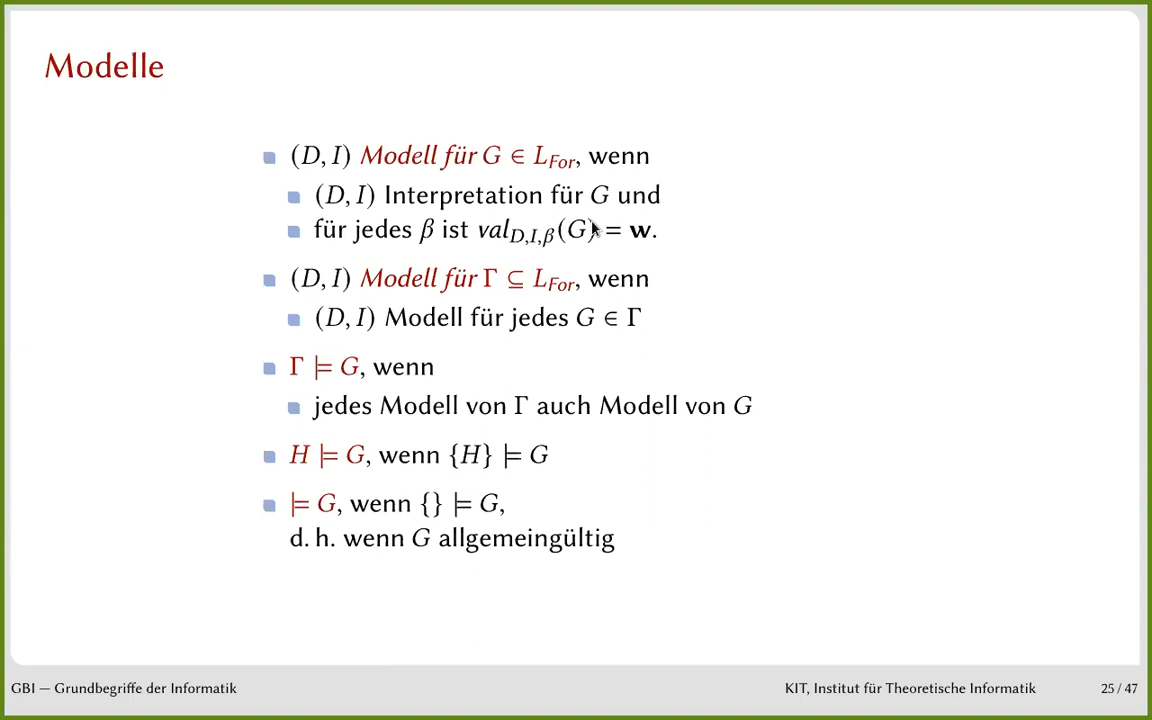 Modelle
(D, I) Modell für G ∈ L_For, wenn
(D, I) Interpretation für G und
für jedes β ist val_D,I,β(G) = w.
(D, I) Modell für Γ ⊆ L_For, wenn
(D, I) Modell für jedes G ∈ Γ
Γ ⊨ G, wenn
jedes Modell von Γ auch Modell von G
H ⊨ G, wenn {H} ⊨ G
⊨ G, wenn {} ⊨ G,
d. h. wenn G allgemeingültig
GBI — Grundbegriffe der Informatik KIT, Institut für Theoretische Informatik 25 / 47